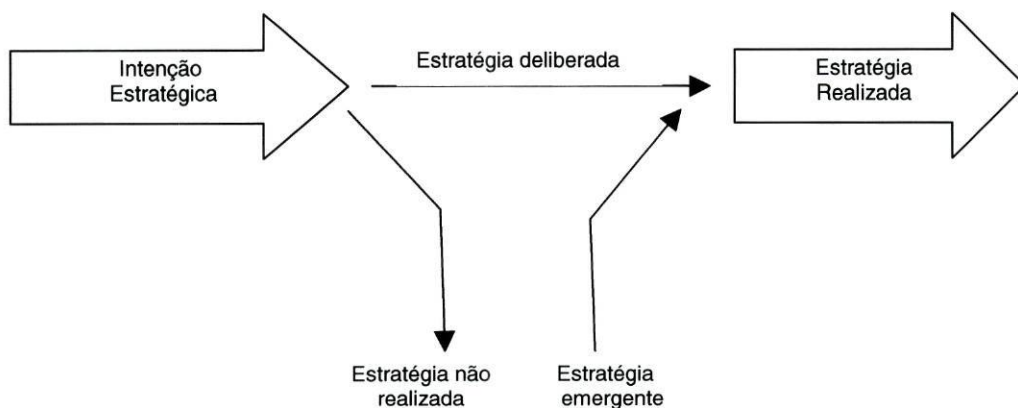 Intenção
Estratégica
Estratégia deliberada
Estratégia
Realizada
Estratégia não
realizada
Estratégia
emergente